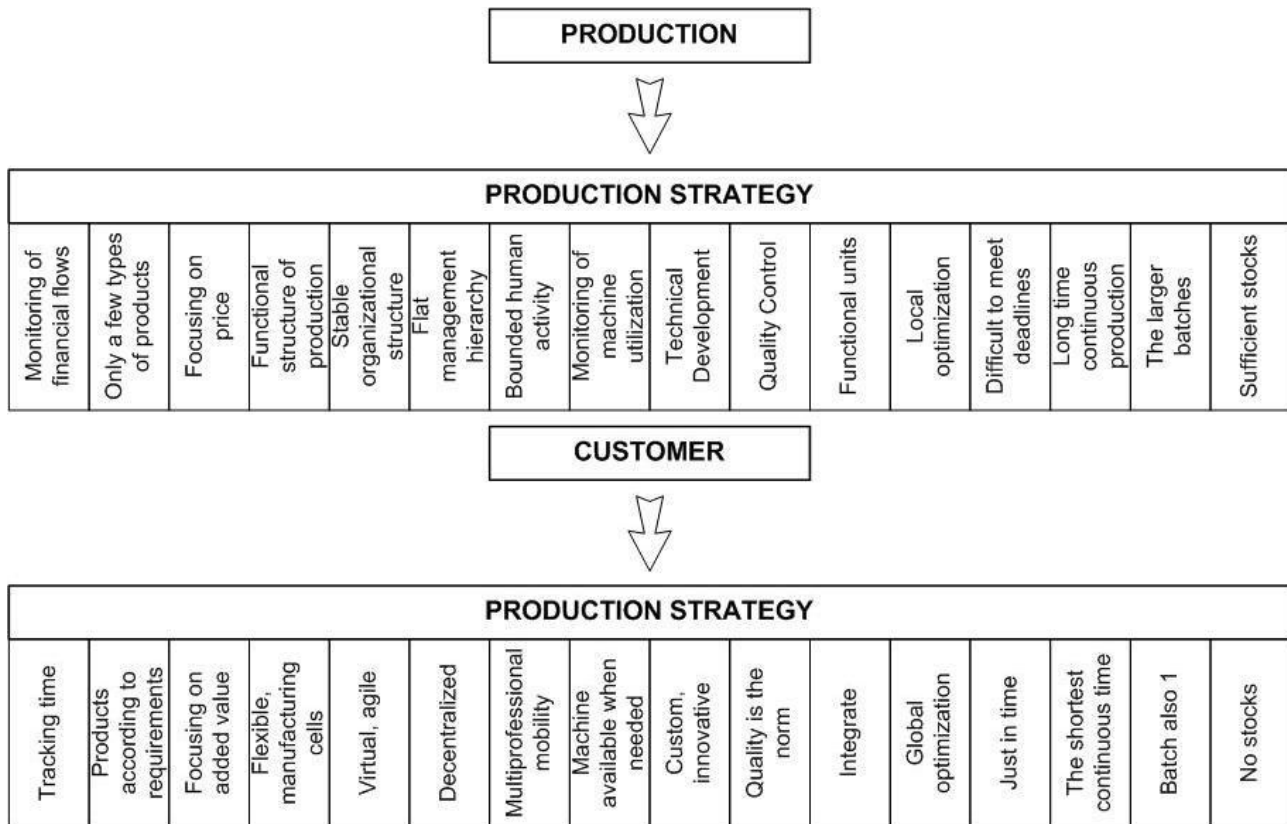 PRODUCTION
PRODUCTION STRATEGY
Monitoring of
financial flows
Only a few types
of products
Focusing on
price
Functional
structure of
production
Stable
organizational
structure
Flat
management
hierarchy
Bounded human
activity
Monitoring of
machine
utilization
Technical
Development
Quality Control
Functional units
Local
optimization
Difficult to meet
deadlines
Long time
continuous
production
The larger
batches
Sufficient stocks
CUSTOMER
PRODUCTION STRATEGY
Tracking time
Products
according to
requirements
Focusing on
added value
Flexible,
manufacturing
cells
Virtual, agile
Decentralized
Multiprofessional
mobility
Machine
available when
needed
Custom,
innovative
Quality is the
norm
Integrate
Global
optimization
Just in time
The shortest
continuous time
Batch also 1
No stocks